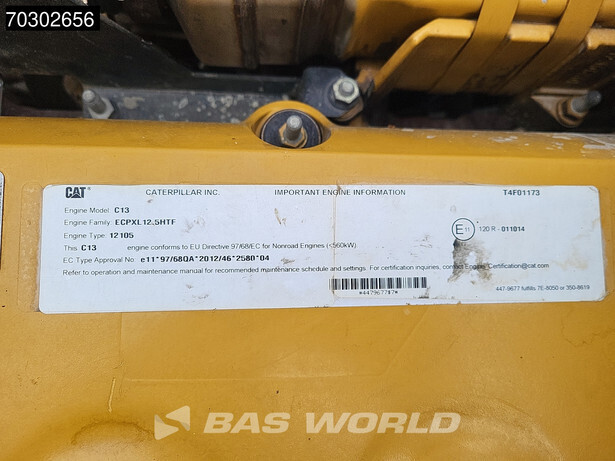 70302656
CAT CATERPILLAR INC. IMPORTANT ENGINE INFORMATION T4F01173
Engine Model: C13
Engine Family: ECPXL12.5HTF
Engine Type: 12105
This C13 engine conforms to EU Directive 97/68/EC for Nonroad Engines (<560kW)
EC Type Approval No. e11*97/68QA*2012/46*2580*04
E 11 120 R - 011014
Refer to operation and maintenance manual for recommended maintenance schedule and settings. For certification inquiries, contact Engine_Certification@cat.com
447-9677 fulfills 7E-8050 or 350-8619
BAS WORLD